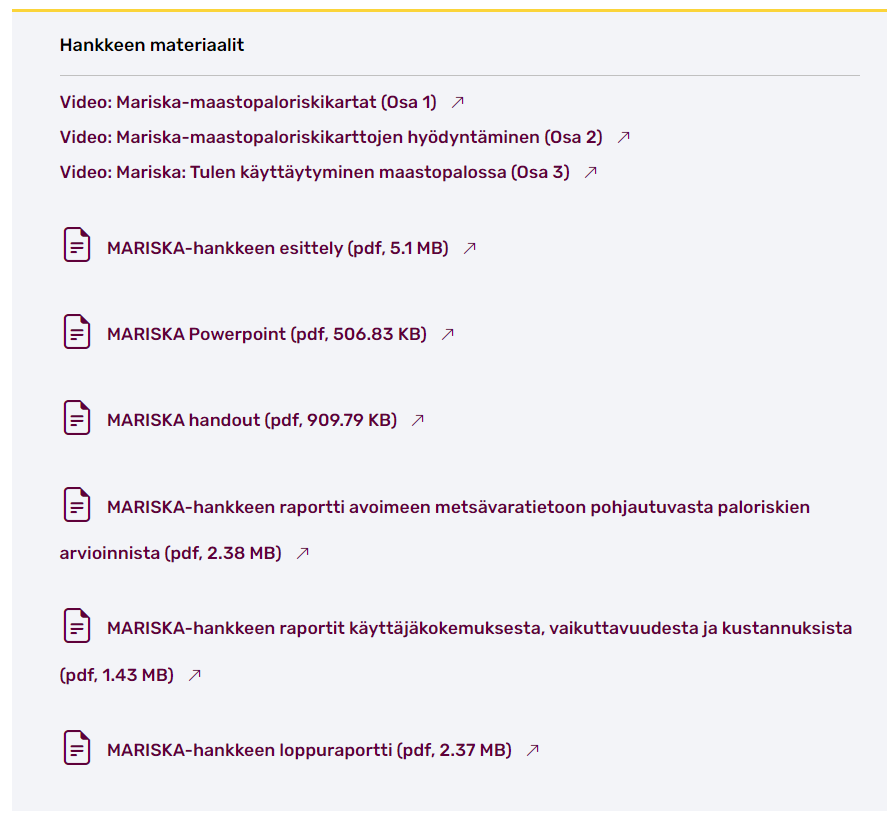 Hankkeen materiaalit
Video: Mariska-maastopaloriskikartat (Osa 1)
Video: Mariska-maastopaloriskikarttojen hyödyntäminen (Osa 2)
Video: Mariska: Tulen käyttäytyminen maastopalossa (Osa 3)
MARISKA-hankkeen esittely (pdf, 5.1 MB)
MARISKA Powerpoint (pdf, 506.83 KB)
MARISKA handout (pdf, 909.79 KB)
MARISKA-hankkeen raportti avoimeen metsävaratietoon pohjautuvasta paloriskien
arvioinnista (pdf, 2.38 MB)
MARISKA-hankkeen raportit käyttäjäkokemuksesta, vaikuttavuudesta ja kustannuksista
(pdf, 1.43 MB)
MARISKA-hankkeen loppuraportti (pdf, 2.37 MB)